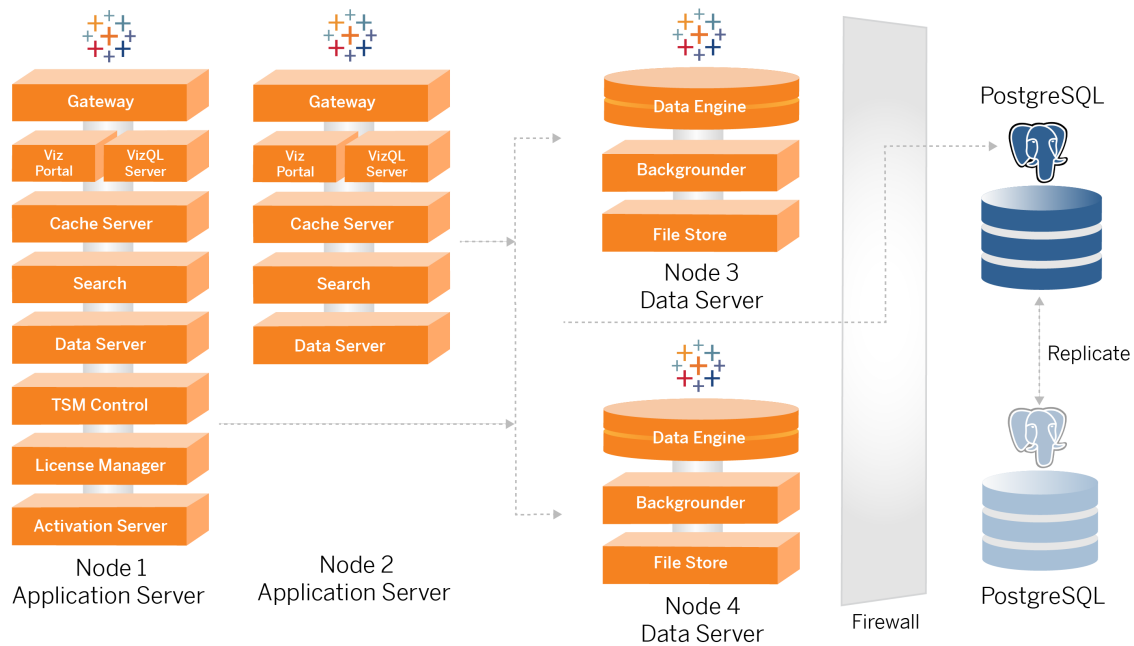 Gateway
Viz
Portal
VizQL
Server
Cache Server
Search
Data Server
TSM Control
License Manager
Activation Server
Node 1
Application Server
Gateway
Viz
Portal
VizQL
Server
Cache Server
Search
Data Server
Node 2
Application Server
Data Engine
Backgrounder
File Store
Node 3
Data Server
Data Engine
Backgrounder
File Store
Node 4
Data Server
Firewall
PostgreSQL
Replicate
PostgreSQL